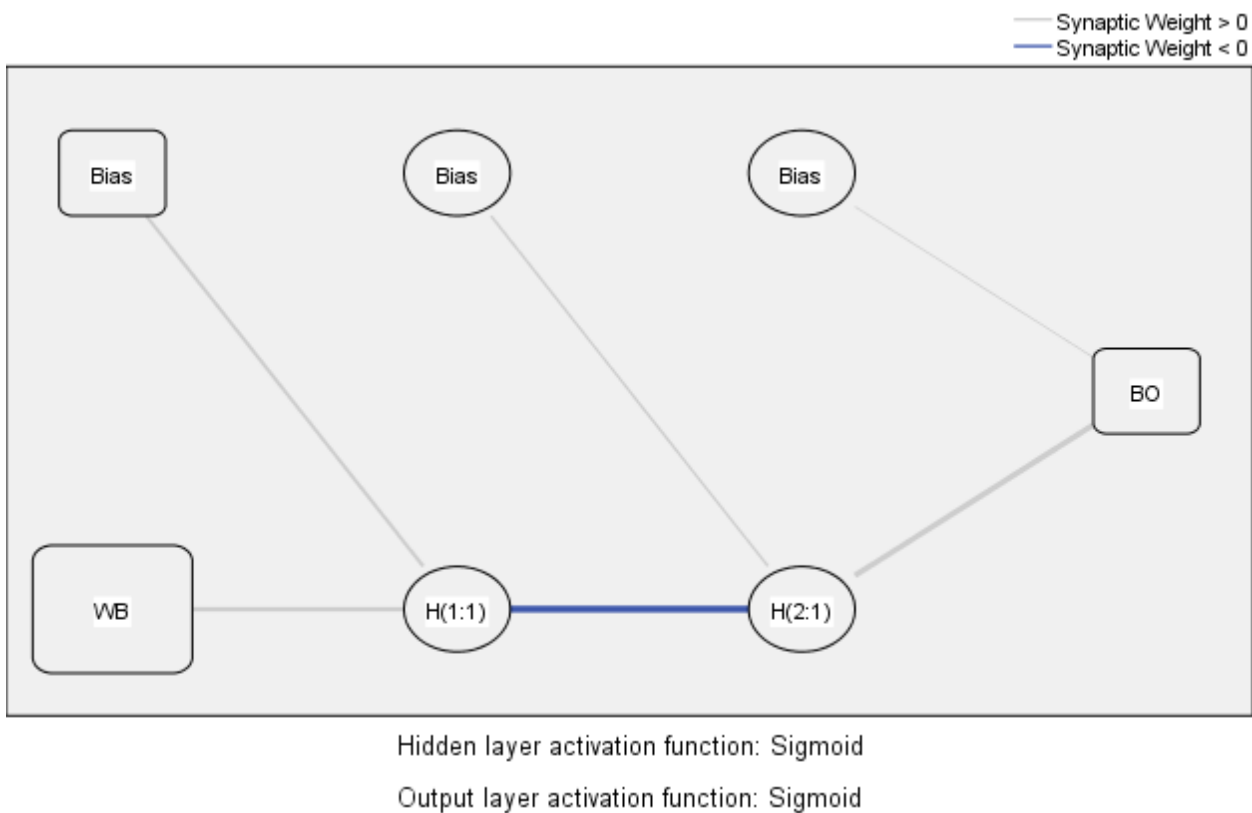 Synaptic Weight > 0
Synaptic Weight < 0
Bias
Bias
Bias
BO
WB
H(1:1)
H(2:1)
Hidden layer activation function: Sigmoid
Output layer activation function: Sigmoid